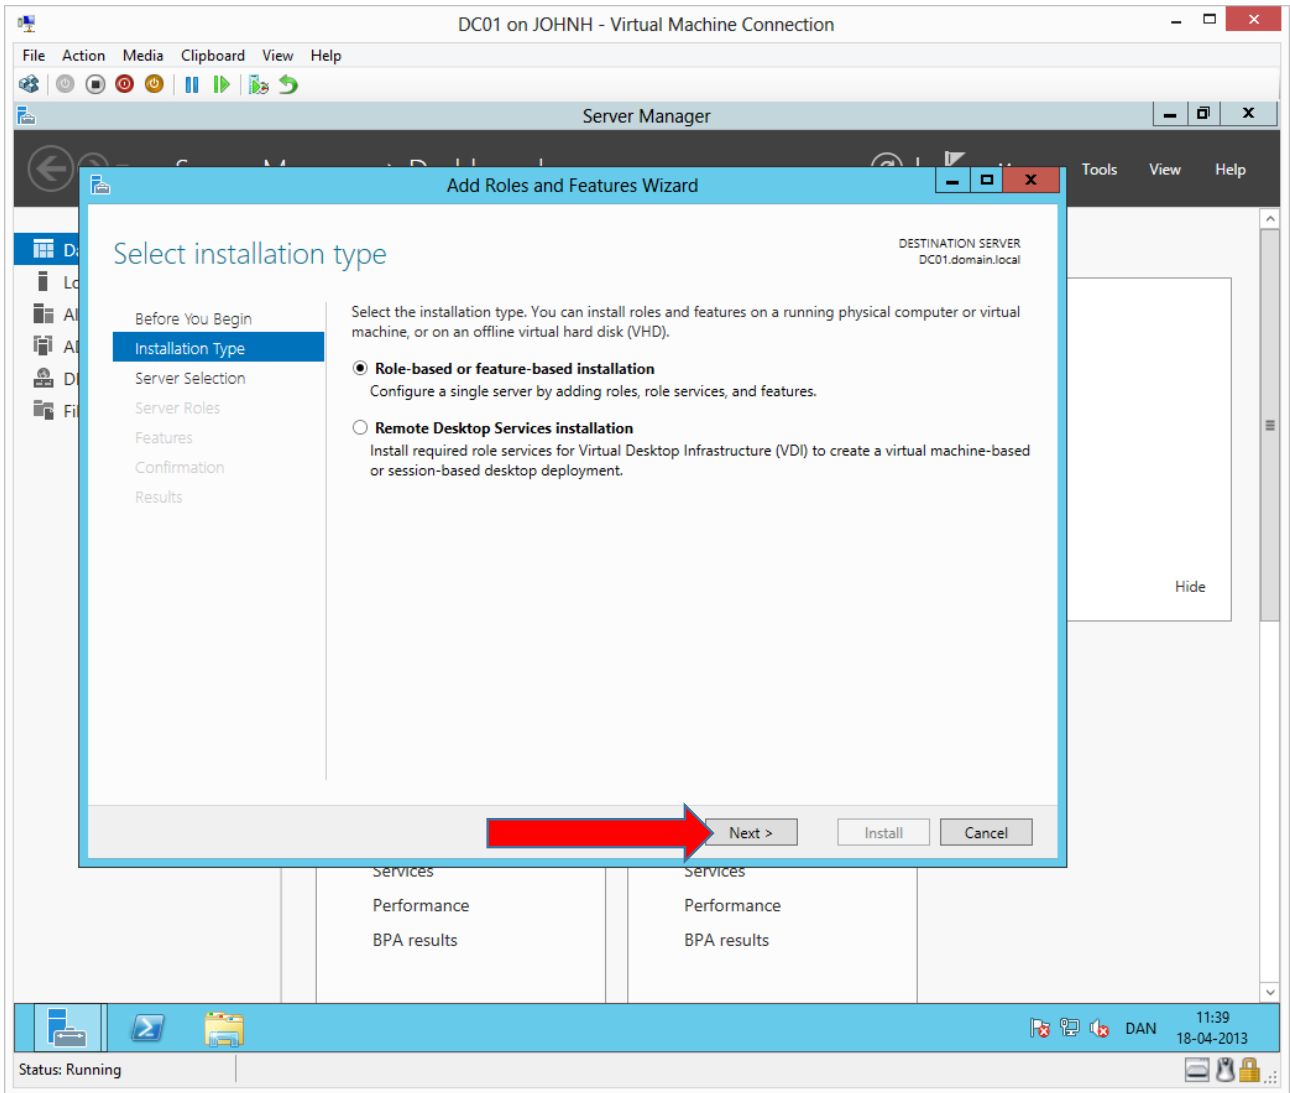 DC01 on JOHNH - Virtual Machine Connection
File Action Media Clipboard View Help
Server Manager
Tools View Help
Add Roles and Features Wizard
Select installation type
DESTINATION SERVER
DC01.domain.local
Before You Begin
Installation Type
Server Selection
Server Roles
Features
Confirmation
Results
Select the installation type. You can install roles and features on a running physical computer or virtual
machine, or on an offline virtual hard disk (VHD).
Role-based or feature-based installation
Configure a single server by adding roles, role services, and features.
Remote Desktop Services installation
Install required role services for Virtual Desktop Infrastructure (VDI) to create a virtual machine-based
or session-based desktop deployment.
Hide
Next >
Install
Cancel
Services
Performance
BPA results
Services
Performance
BPA results
DAN
11:39
18-04-2013
Status: Running